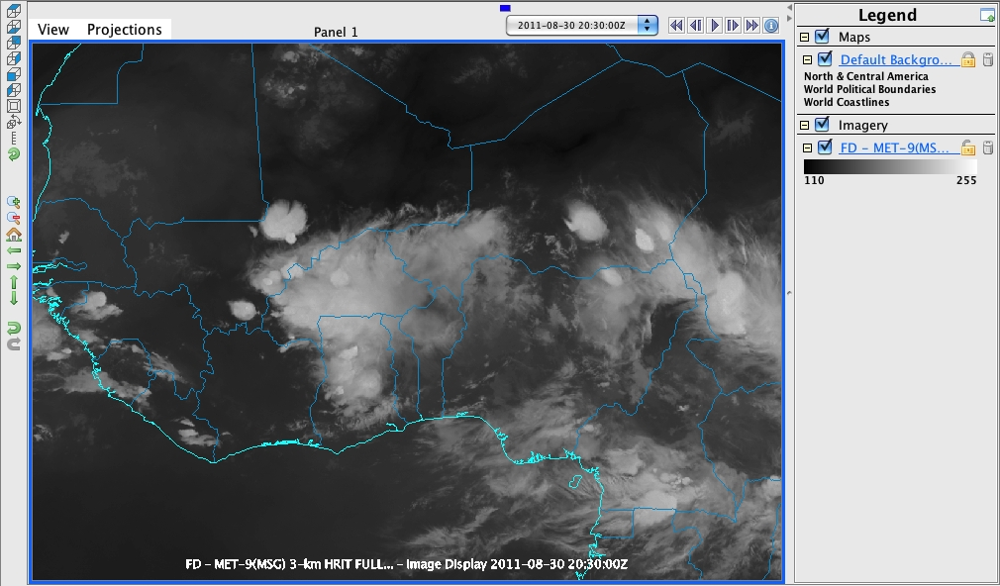 View Projections
Panel 1
2011-08-30 20:30:00Z
Legend
Maps
Default Backgro...
North & Central America
World Political Boundaries
World Coastlines
Imagery
FD - MET-9(MS...
110 255
FD - MET-9(MSG) 3-km HRIT FULL... - Image Display 2011-08-30 20:30:00Z